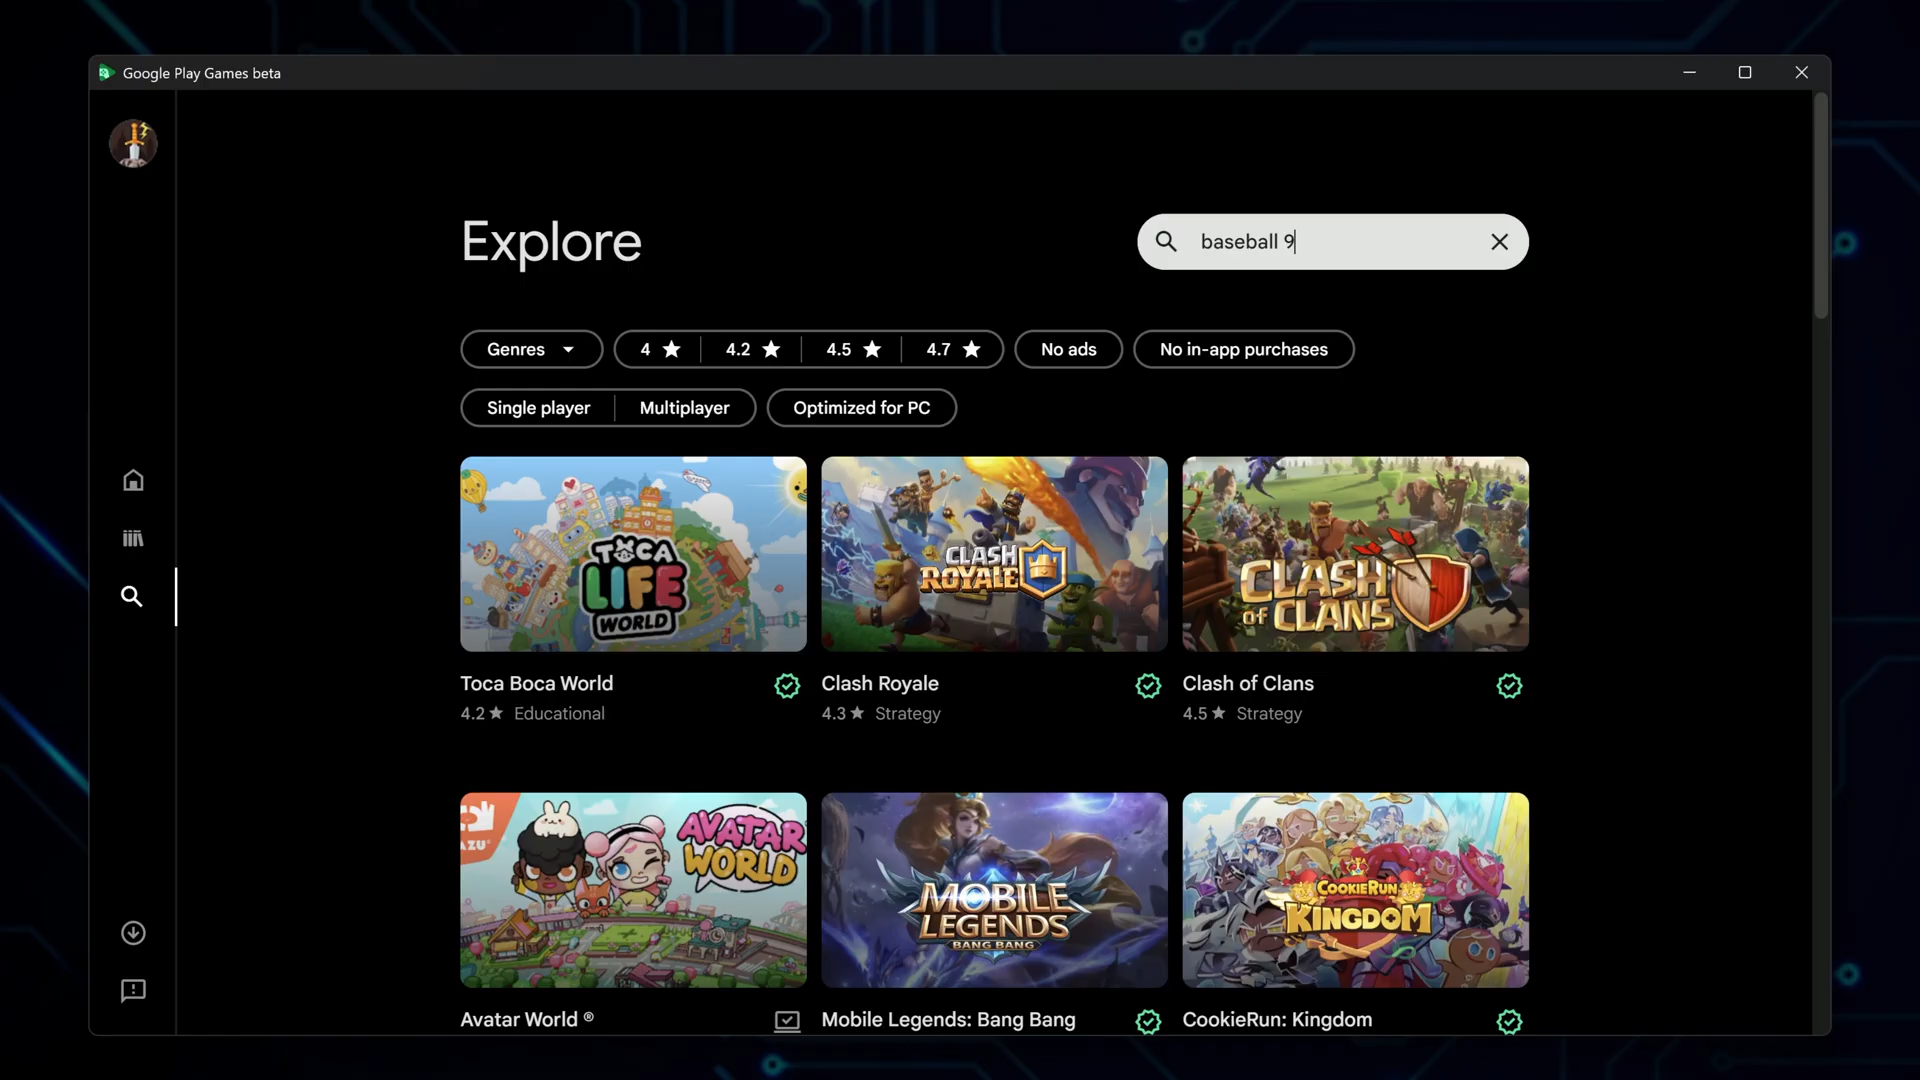 Google Play Games beta
Explore
baseball 9
Genres
4
4.2
4.5
4.7
No ads
No in-app purchases
Single player
Multiplayer
Optimized for PC
TOCA
LIFE
WORLD
CLASH
ROYALE
CLASH
OF CLANS
Toca Boca World
4.2 ★ Educational
Clash Royale
4.3 ★ Strategy
Clash of Clans
4.5 ★ Strategy
AZU®
AVATAR
WORLD
MOBILE
LEGENDS
BANG BANG
COOKIERUN
KINGDOM
Avatar World ®
Mobile Legends: Bang Bang
CookieRun: Kingdom